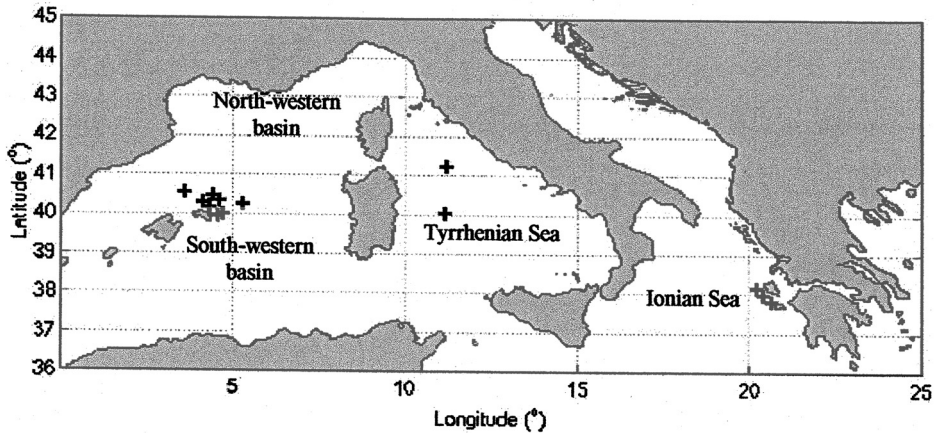 45
44
43
42
41
40
39
38
37
36
Latitude (°)
North-western
basin
South-western
basin
Tyrrhenian Sea
Ionian Sea
5
10
15
20
25
Longitude (°)